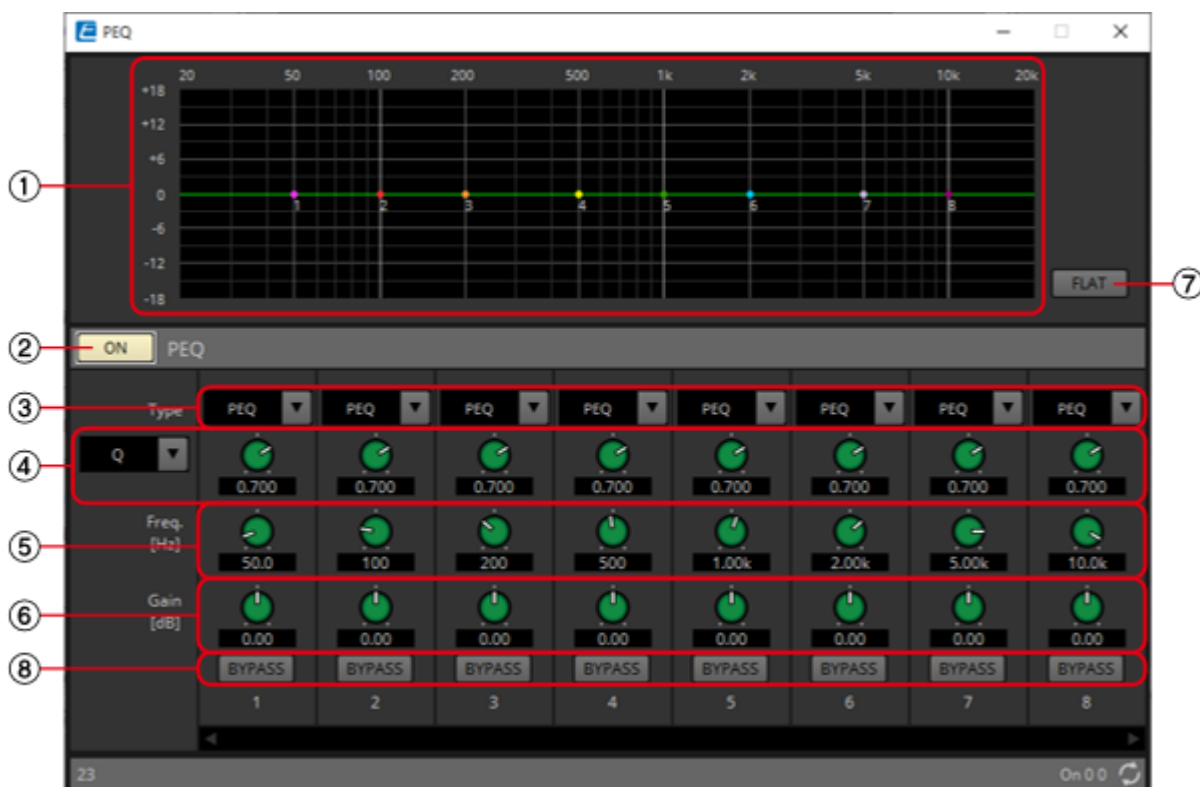 PEQ
20 50 100 200 500 1k 2k 5k 10k 20k
+18
+12
+6
①
0
1 2 3 4 5 6 7 8
-6
-12
FLAT ⑦
-18
② ON PEQ
③ Type PEQ PEQ PEQ PEQ PEQ PEQ PEQ PEQ
④ Q
0.700 0.700 0.700 0.700 0.700 0.700 0.700 0.700
⑤ Freq.
[Hz]
50.0 100 200 500 1.00k 2.00k 5.00k 10.0k
⑥ Gain
[dB]
0.00 0.00 0.00 0.00 0.00 0.00 0.00 0.00
⑧ BYPASS BYPASS BYPASS BYPASS BYPASS BYPASS BYPASS BYPASS
1 2 3 4 5 6 7 8
23 On 0 0